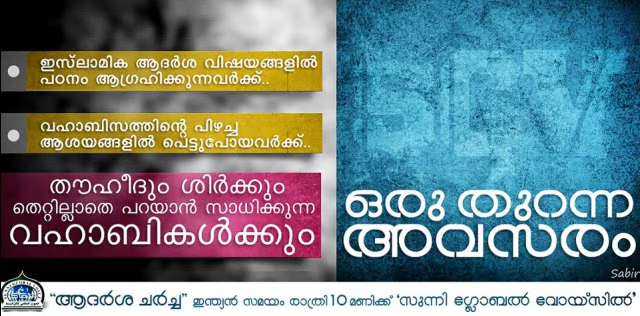 ഇസ്ലാമിക ആദർശ വിഷയങ്ങളിൽ
പഠനം ആഗ്രഹിക്കുന്നവർക്ക്..
വഹാബിസത്തിന്റെ പിഴച്ച
ആശയങ്ങളിൽ പെട്ടുപോയവർക്ക്..
തൗഹീദും ശിർക്കും
തെറ്റില്ലാതെ പറയാൻ സാധിക്കുന്ന
വഹാബികൾക്കും
ഒരു തുറന്ന
അവസരം
Sabir
"ആദർശ ചർച്ച" ഇന്ത്യൻ സമയം രാത്രി 10 മണിക്ക് 'സുന്നി ഗ്ലോബൽ വോയ്സിൽ'